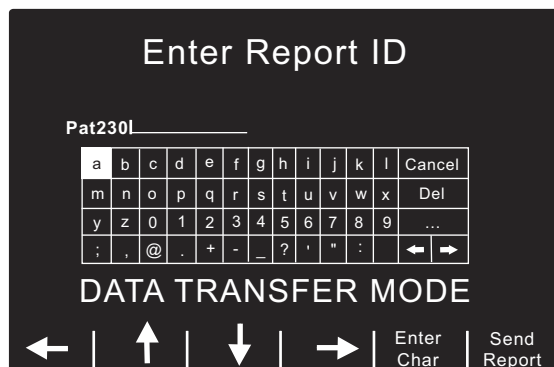 Enter Report ID
Pat230l
a b c d e f g h i j k l Cancel
m n o p q r s t u v w x Del
y z 0 1 2 3 4 5 6 7 8 9 ...
; , @ . + - _ ? ' " :
DATA TRANSFER MODE
Enter Char
Send Report